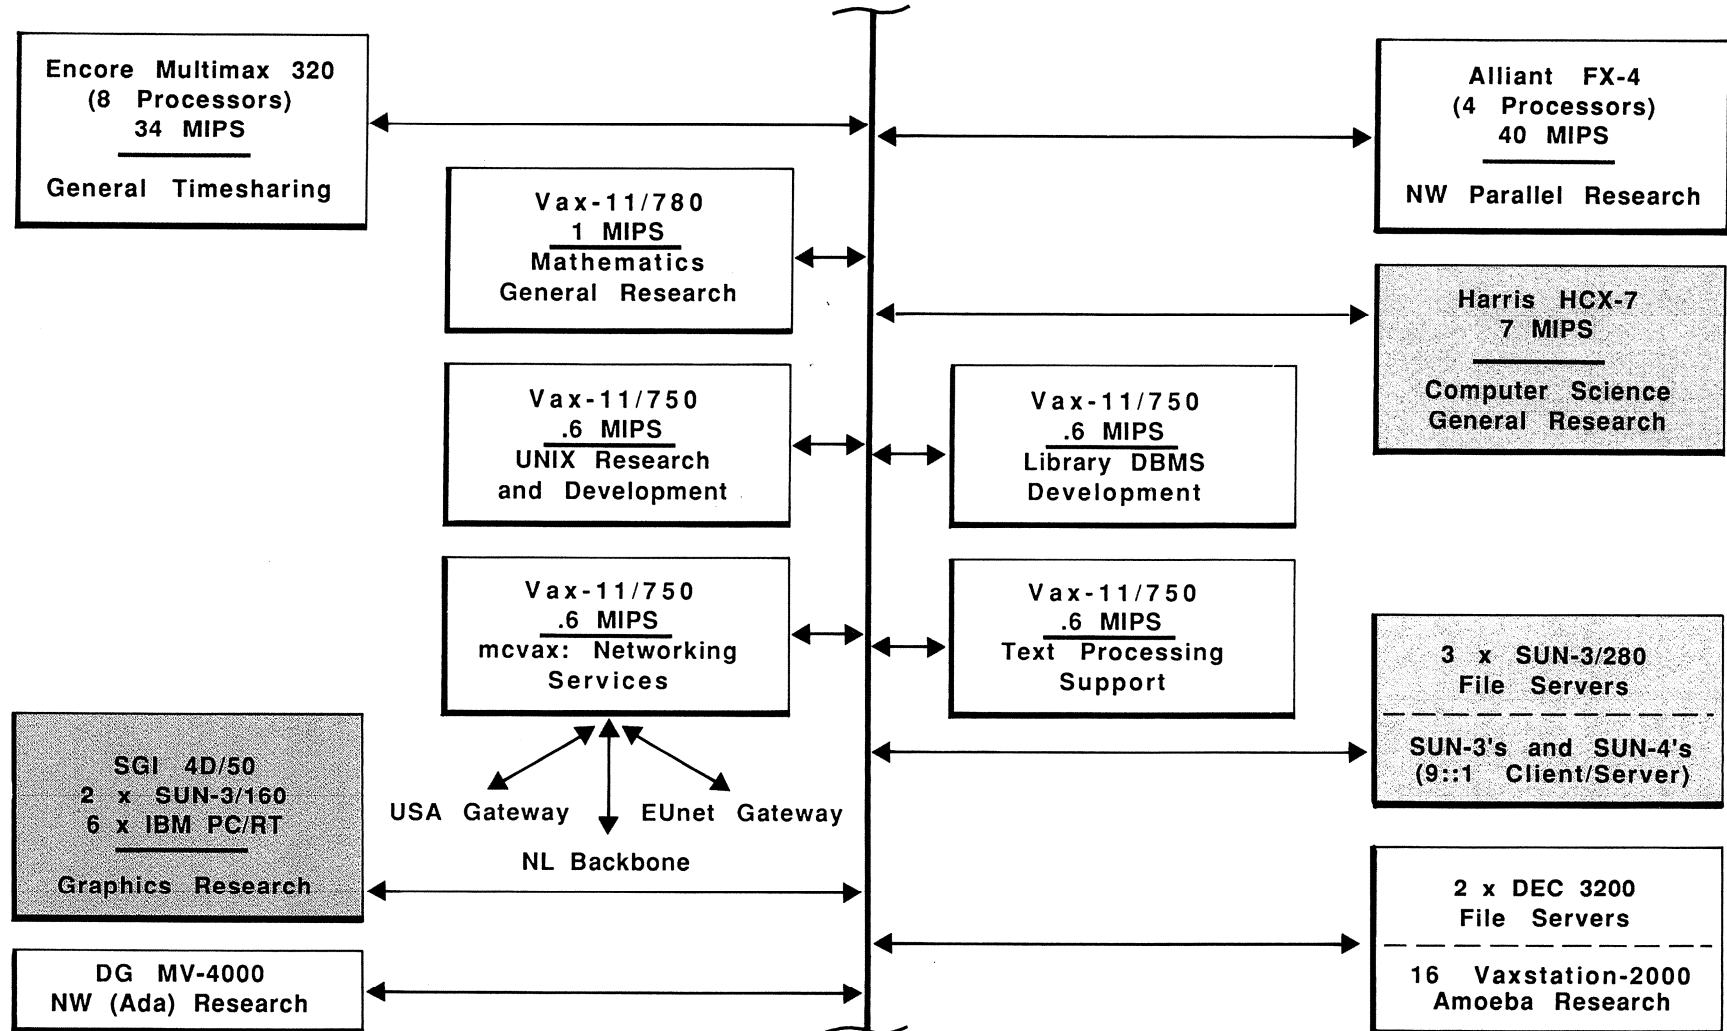 Encore Multimax 320
(8 Processors)
34 MIPS
General Timesharing
Alliant FX-4
(4 Processors)
40 MIPS
NW Parallel Research
Vax-11/780
1 MIPS
Mathematics
General Research
Harris HCX-7
7 MIPS
Computer Science
General Research
Vax-11/750
.6 MIPS
UNIX Research
and Development
Vax-11/750
.6 MIPS
Library DBMS
Development
Vax-11/750
.6 MIPS
mcvax: Networking
Services
Vax-11/750
.6 MIPS
Text Processing
Support
3 x SUN-3/280
File Servers
SUN-3's and SUN-4's
(9::1 Client/Server)
SGI 4D/50
2 x SUN-3/160
6 x IBM PC/RT
Graphics Research
USA Gateway
EUnet Gateway
NL Backbone
2 x DEC 3200
File Servers
16 Vaxstation-2000
Amoeba Research
DG MV-4000
NW (Ada) Research